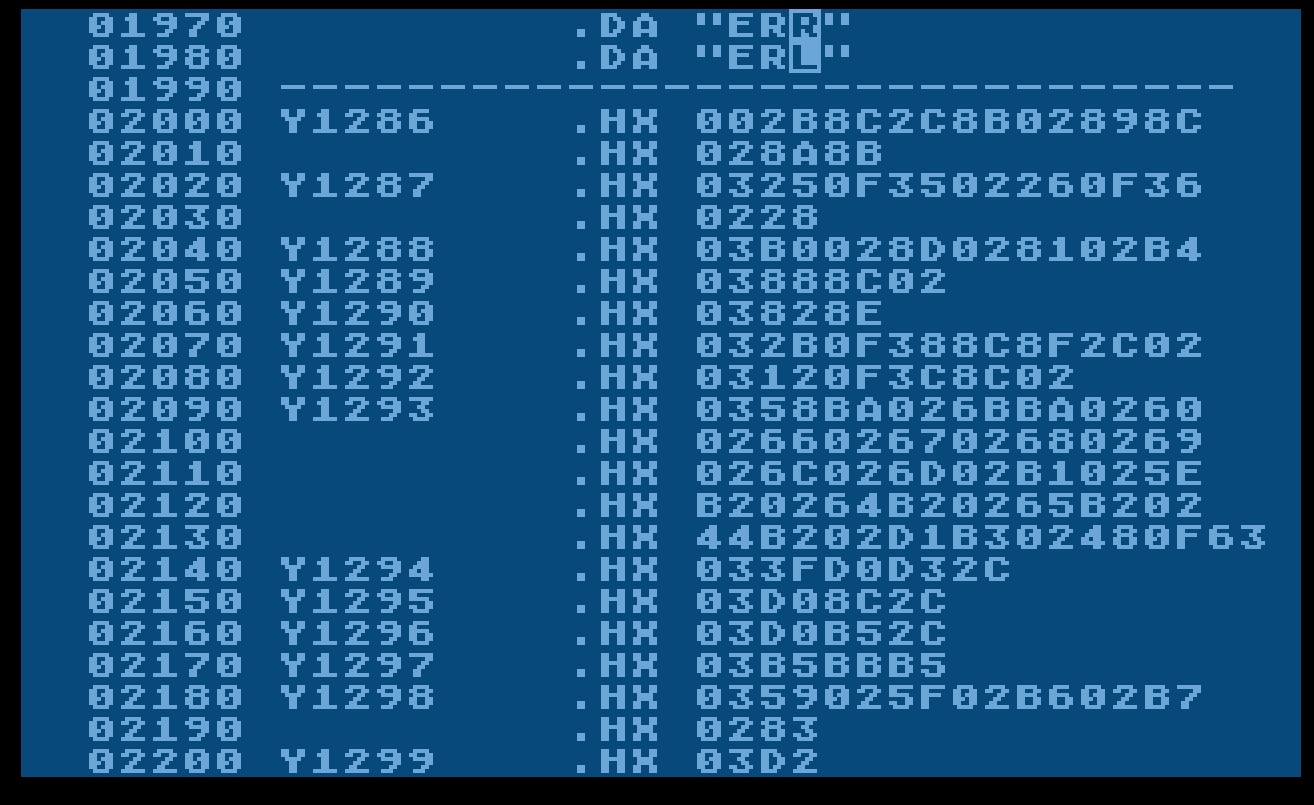 01970 .DA "ERR"
01980 .DA "ERL"
01990 ------------------------------
02000 Y1286 .HX 002B8C2C8B02898C
02010 .HX 028A8B
02020 Y1287 .HX 03250F3502260F36
02030 .HX 0228
02040 Y1288 .HX 03B0028D028102B4
02050 Y1289 .HX 03888C02
02060 Y1290 .HX 03828E
02070 Y1291 .HX 032B0F388C8F2C02
02080 Y1292 .HX 03120F3C8C02
02090 Y1293 .HX 0358BA026BBA0260
02100 .HX 0266026702680269
02110 .HX 026C026D02B1025E
02120 .HX B20264B20265B202
02130 .HX 44B202D1B302480F63
02140 Y1294 .HX 033FD0D32C
02150 Y1295 .HX 03D08C2C
02160 Y1296 .HX 03D0B52C
02170 Y1297 .HX 03B5BBB5
02180 Y1298 .HX 0359025F02B602B7
02190 .HX 0283
02200 Y1299 .HX 03D2